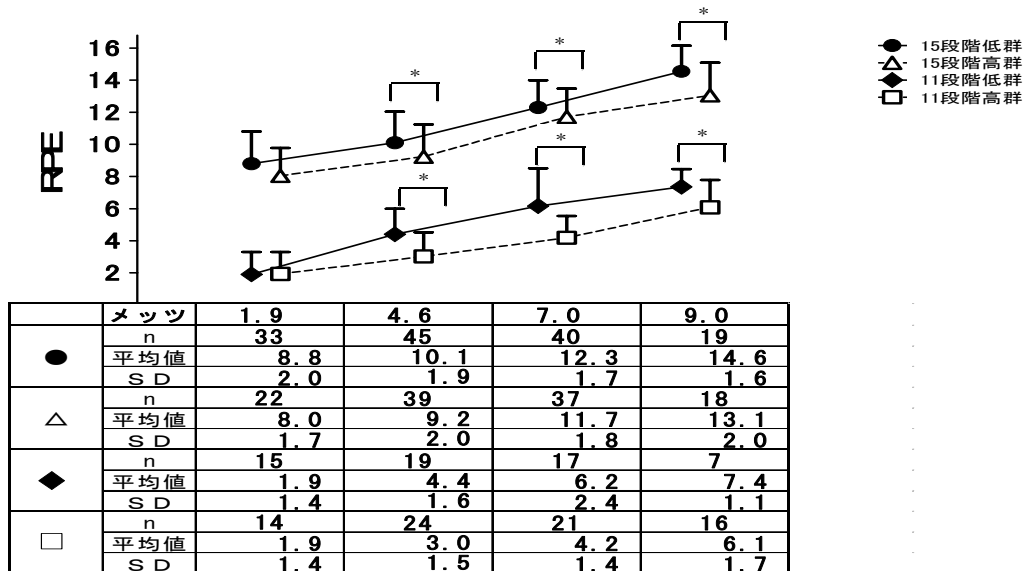 *
*
*
16
14
12
10
8
6
4
2
RPE
*
*
*
15段階低群
15段階高群
11段階低群
11段階高群
メッツ 1.9 4.6 7.0 9.0
n 33 45 40 19
平均値 8.8 10.1 12.3 14.6
SD 2.0 1.9 1.7 1.6
n 22 39 37 18
平均値 8.0 9.2 11.7 13.1
SD 1.7 2.0 1.8 2.0
n 15 19 17 7
平均値 1.9 4.4 6.2 7.4
SD 1.4 1.6 2.4 1.1
n 14 24 21 16
平均値 1.9 3.0 4.2 6.1
SD 1.4 1.5 1.4 1.7